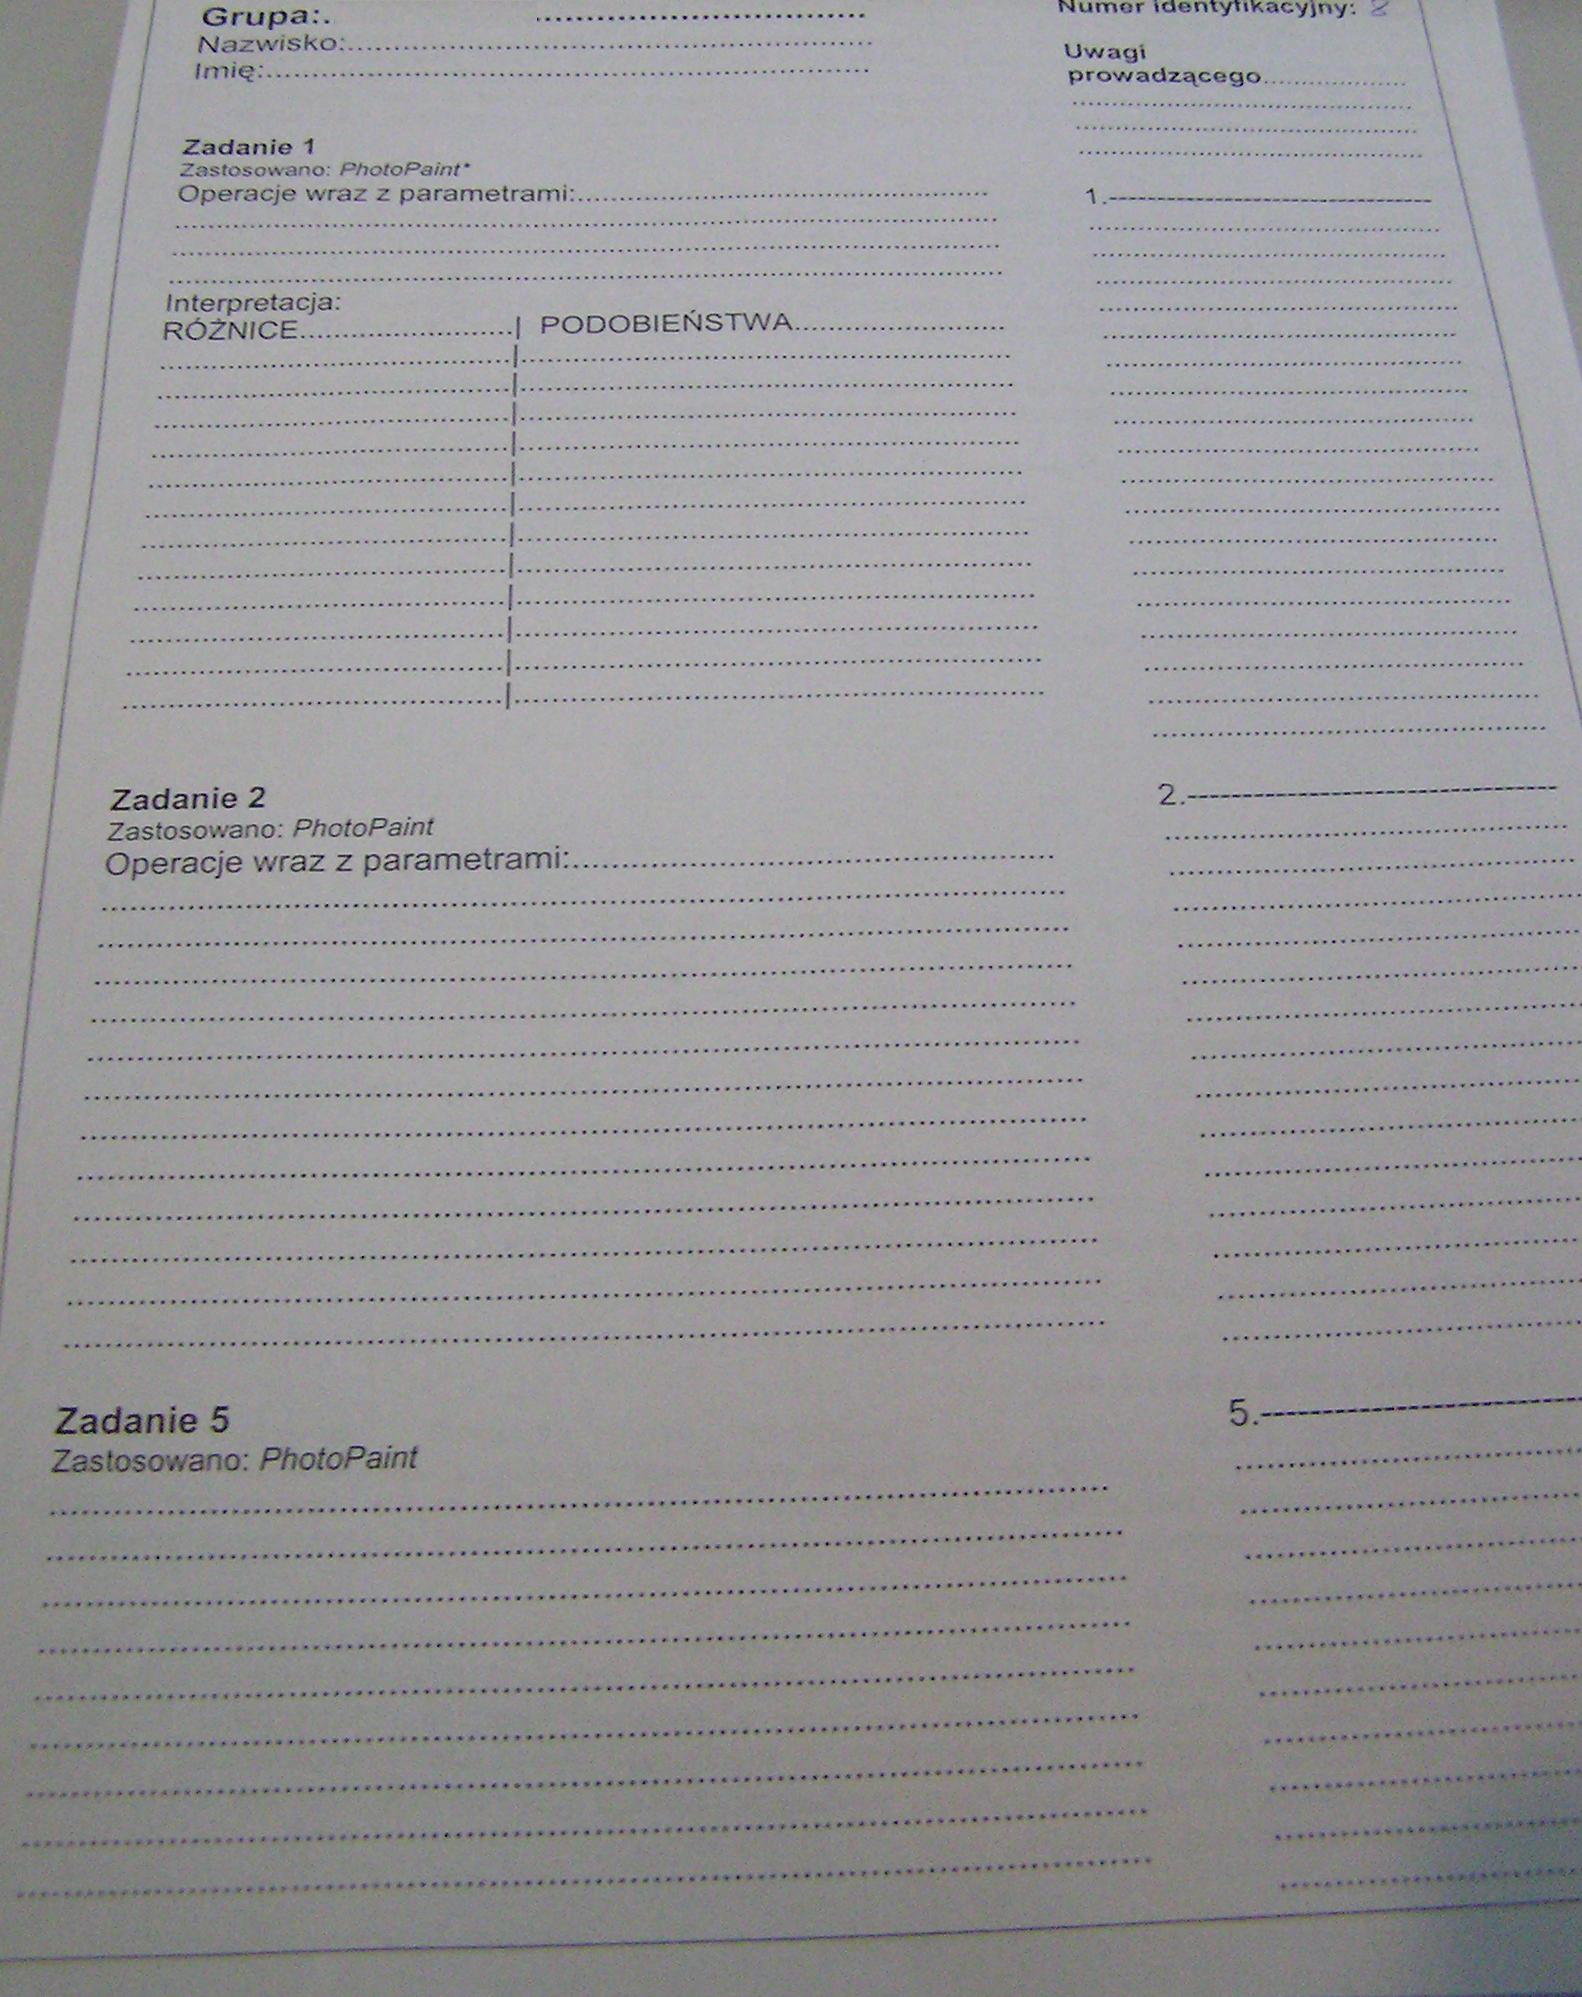 Grupa:.
Nazwisko:
Imię:
Numer identyfikacyjny: 2
Uwagi
prowadzącego
Zadanie 1
Zastosowano: PhotoPaint*
Operacje wraz z parametrami:
1.
Interpretacja:
RÓŻNICE | PODOBIEŃSTWA
Zadanie 2
Zastosowano: PhotoPaint
Operacje wraz z parametrami:
2.
Zadanie 5
Zastosowano: PhotoPaint
5.